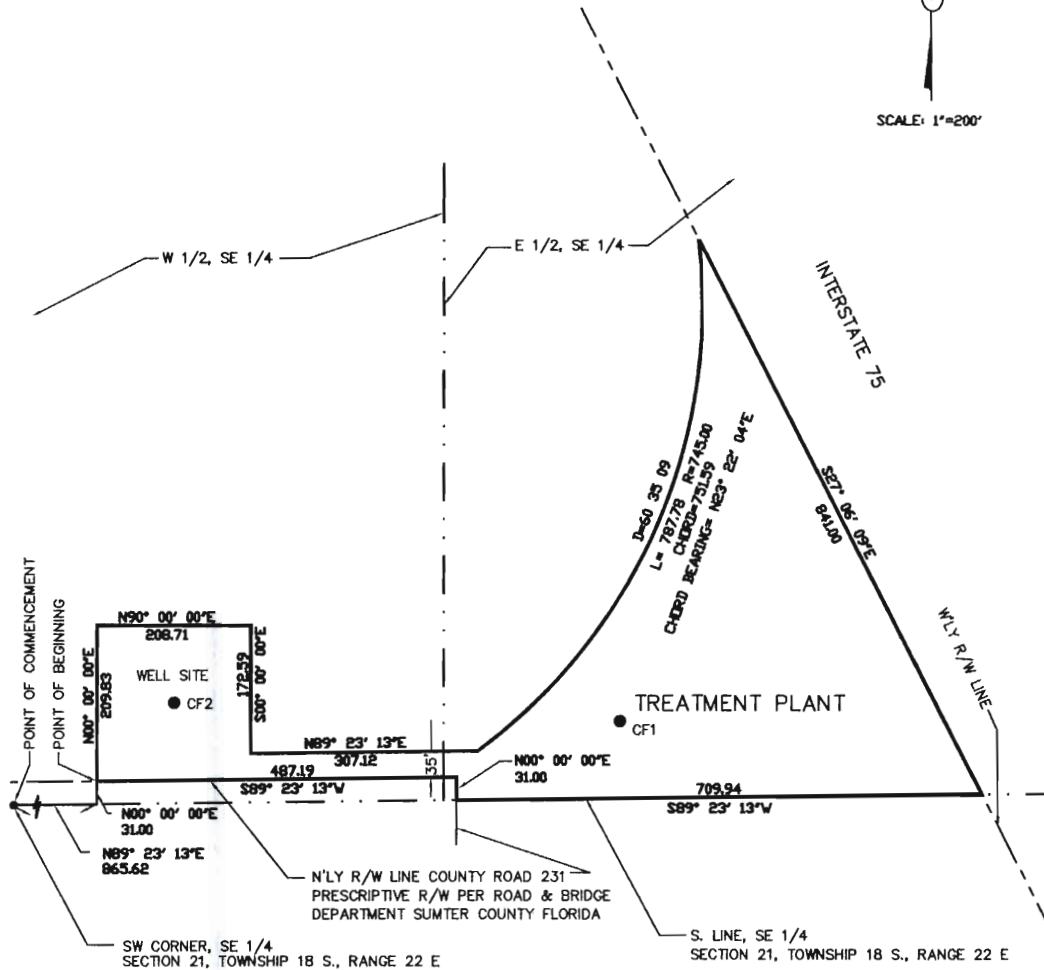 SCALE: 1"=200'
W 1/2, SE 1/4
E 1/2, SE 1/4
INTERSTATE 75
D=60 35 09
L= 787.78 R=745.00
CHORD=751.59
CHORD BEARING= N23° 22' 04"E
S27° 06' 09"E
841.00
W'LY R/W LINE
POINT OF COMMENCEMENT
POINT OF BEGINNING
N90° 00' 00"E
208.71
N00° 00' 00"E
209.83
WELL SITE
CF2
172.59
S00° 00' 00"E
TREATMENT PLANT
CF1
N89° 23' 13"E
307.12
35'
N00° 00' 00"E
31.00
487.19
S89° 23' 13"W
709.94
S89° 23' 13"W
N00° 00' 00"E
31.00
N89° 23' 13"E
865.62
N'LY R/W LINE COUNTY ROAD 231
PRESCRIPTIVE R/W PER ROAD & BRIDGE
DEPARTMENT SUMTER COUNTY FLORIDA
SW CORNER, SE 1/4
SECTION 21, TOWNSHIP 18 S., RANGE 22 E
S. LINE, SE 1/4
SECTION 21, TOWNSHIP 18 S., RANGE 22 E